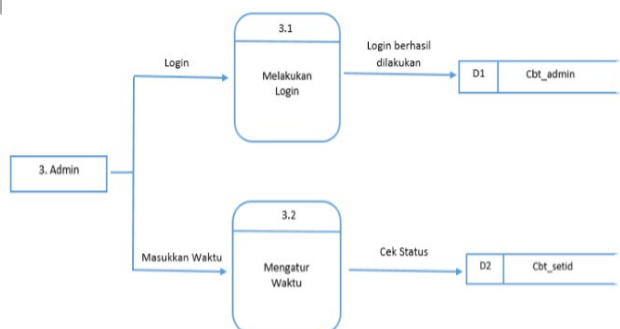 3.1
Login berhasil
dilakukan
Login
Melakukan
Login
D1
Cbt_admin
3. Admin
3.2
Masukkan Waktu
Mengatur
Waktu
Cek Status
D2
Cbt_setid